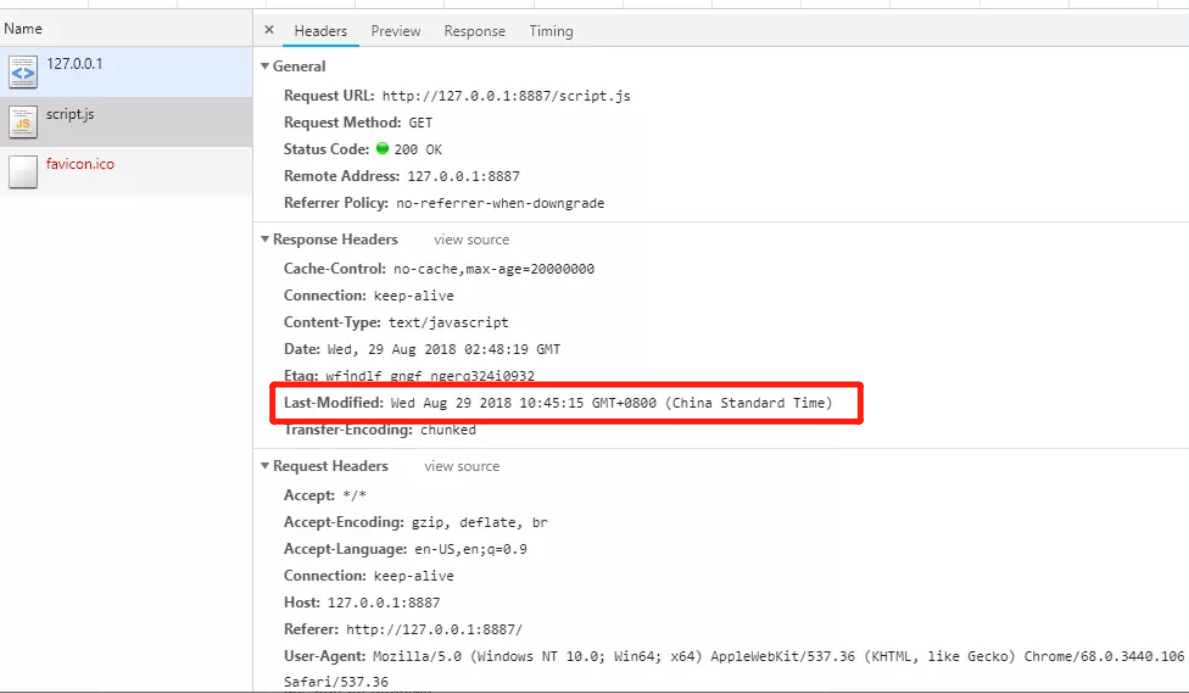 Name
127.0.0.1
script.js
favicon.ico
× Headers Preview Response Timing
▼ General
Request URL: http://127.0.0.1:8887/script.js
Request Method: GET
Status Code: 200 OK
Remote Address: 127.0.0.1:8887
Referrer Policy: no-referrer-when-downgrade
▼ Response Headers view source
Cache-Control: no-cache,max-age=20000000
Connection: keep-alive
Content-Type: text/javascript
Date: Wed, 29 Aug 2018 02:48:19 GMT
Etag: wfjndlf gngf ngerq324i0932
Last-Modified: Wed Aug 29 2018 10:45:15 GMT+0800 (China Standard Time)
Transfer-Encoding: chunked
▼ Request Headers view source
Accept: */*
Accept-Encoding: gzip, deflate, br
Accept-Language: en-US,en;q=0.9
Connection: keep-alive
Host: 127.0.0.1:8887
Referer: http://127.0.0.1:8887/
User-Agent: Mozilla/5.0 (Windows NT 10.0; Win64; x64) AppleWebKit/537.36 (KHTML, like Gecko) Chrome/68.0.3440.106
Safari/537.36